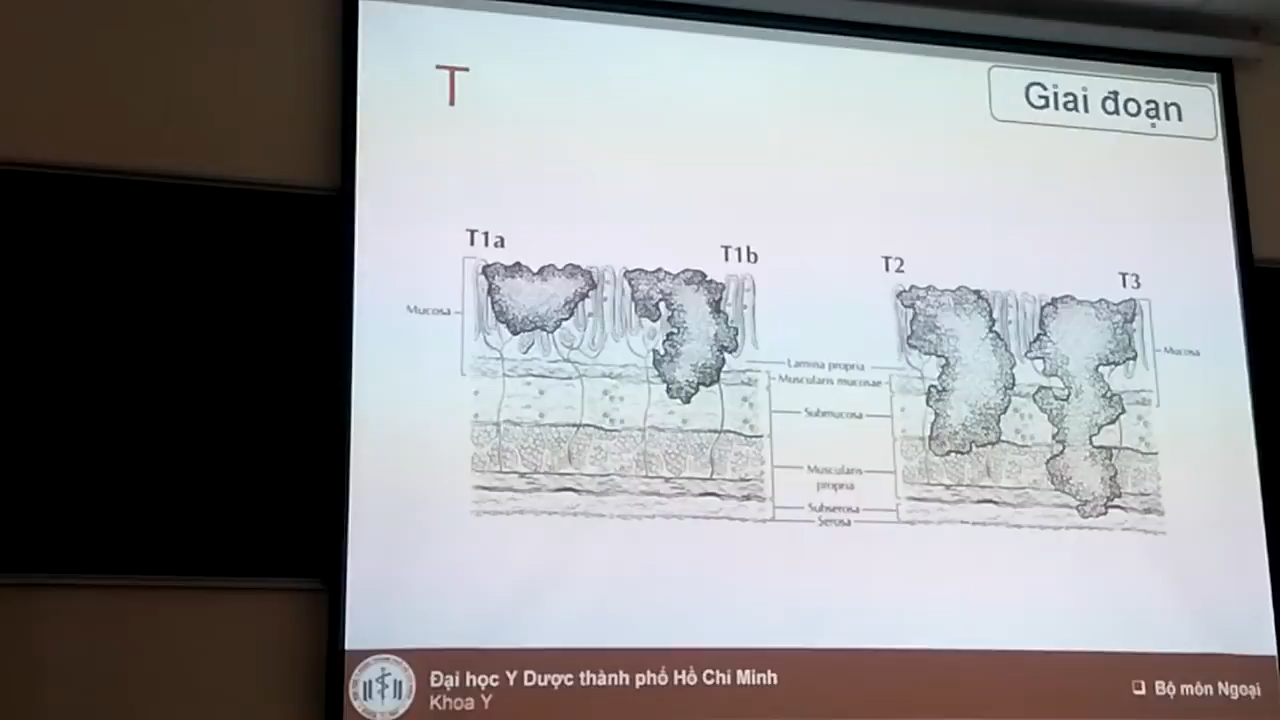 T
Giai đoạn
T1a
T1b
T2
T3
Mucosa
Mucosa
Lamina propria
Muscularis mucosae
Submucosa
Muscularis
propria
Subserosa
Serosa
Đại học Y Dược thành phố Hồ Chí Minh
Khoa Y
Bộ môn Ngoại